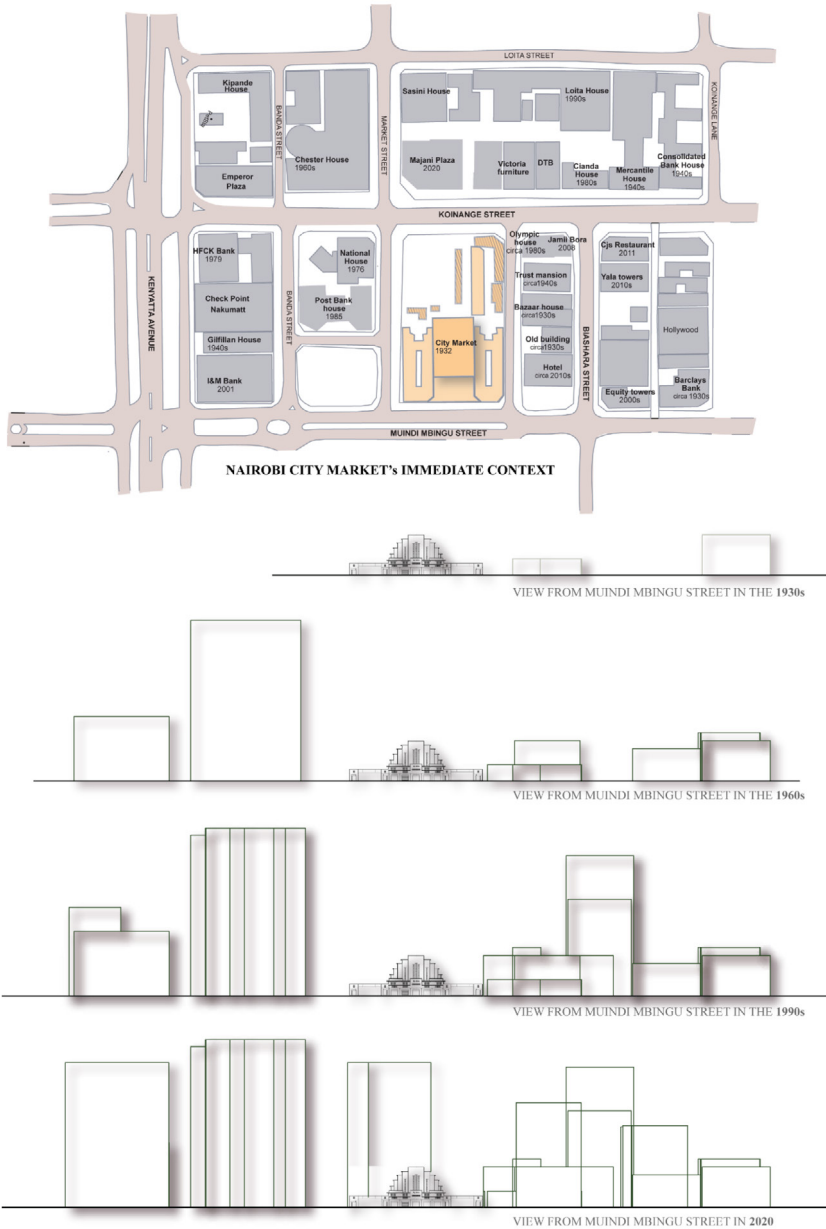 LOITA STREET
Kipande
House
Chester House
1960s
Sasini House
Loita House
1990s
KOINANGE LANE
BANDA STREET
MARKET STREET
Emperor
Plaza
Majani Plaza
2020
Victoria
furniture
DTB
Cianda
House
1980s
Mercantile
House
1940s
Consolidated
Bank House
1940s
KOINANGE STREET
KENYATTA AVENUE
HFCK Bank
1979
Check Point
Nakumatt
Gilfillan House
1940s
I&M Bank
2001
BANDA STREET
National
House
1976
Post Bank
house
1985
City Market
1932
Olympic
house
circa 1980s
Jamii Bora
2008
Trust mansion
circa1940s
Bazaar house
circa1930s
Old building
circa1930s
Hotel
circa 2010s
BIASHARA STREET
Cjs Restaurant
2011
Yala towers
2010s
Hollywood
Equity towers
2000s
Barclays
Bank
circa 1930s
MUINDI MBINGU STREET
NAIROBI CITY MARKET's IMMEDIATE CONTEXT
VIEW FROM MUINDI MBINGU STREET IN THE 1930s
VIEW FROM MUINDI MBINGU STREET IN THE 1960s
VIEW FROM MUINDI MBINGU STREET IN THE 1990s
VIEW FROM MUINDI MBINGU STREET IN 2020